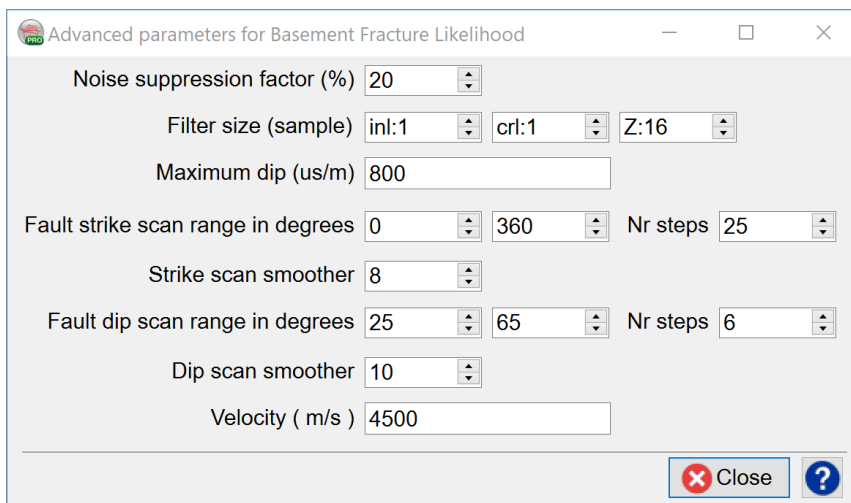 PRO Advanced parameters for Basement Fracture Likelihood
Noise suppression factor (%) 20
Filter size (sample) inl:1 crl:1 Z:16
Maximum dip (us/m) 800
Fault strike scan range in degrees 0 360 Nr steps 25
Strike scan smoother 8
Fault dip scan range in degrees 25 65 Nr steps 6
Dip scan smoother 10
Velocity ( m/s ) 4500
Close ?